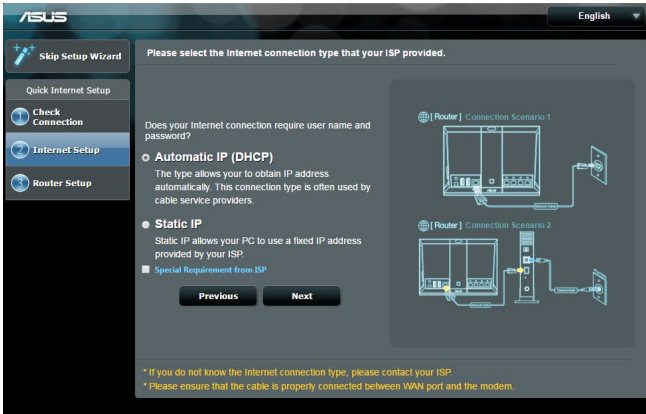 ASUS
English
Skip Setup Wizard
Please select the Internet connection type that your ISP provided.
Quick Internet Setup
1 Check
Connection
2 Internet Setup
3 Router Setup
Does your Internet connection require user name and
password?
Automatic IP (DHCP)
The type allows your to obtain IP address
automatically. This connection type is often used by
cable service providers.
Static IP
Static IP allows your PC to use a fixed IP address
provided by your ISP.
Special Requirement from ISP
Previous
Next
[ Router ] Connection Scenario 1
[ Router ] Connection Scenario 2
* If you do not know the Internet connection type, please contact your ISP.
* Please ensure that the cable is properly connected between WAN port and the modem.